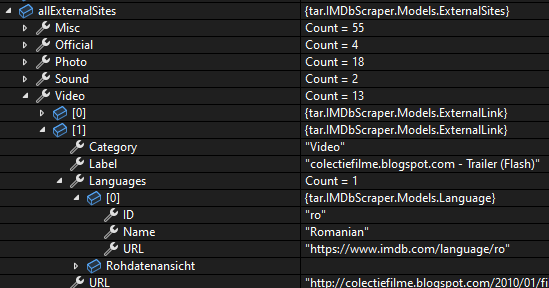 allExternalSites {tar.IMDbScraper.Models.ExternalSites}
Misc Count = 55
Official Count = 4
Photo Count = 18
Sound Count = 2
Video Count = 13
[0] {tar.IMDbScraper.Models.ExternalLink}
[1] {tar.IMDbScraper.Models.ExternalLink}
Category "Video"
Label "colectiefilme.blogspot.com - Trailer (Flash)"
Languages Count = 1
[0] {tar.IMDbScraper.Models.Language}
ID "ro"
Name "Romanian"
URL "https://www.imdb.com/language/ro"
Rohdatenansicht
URL "http://colectiefilme.blogspot.com/2010/01/fi